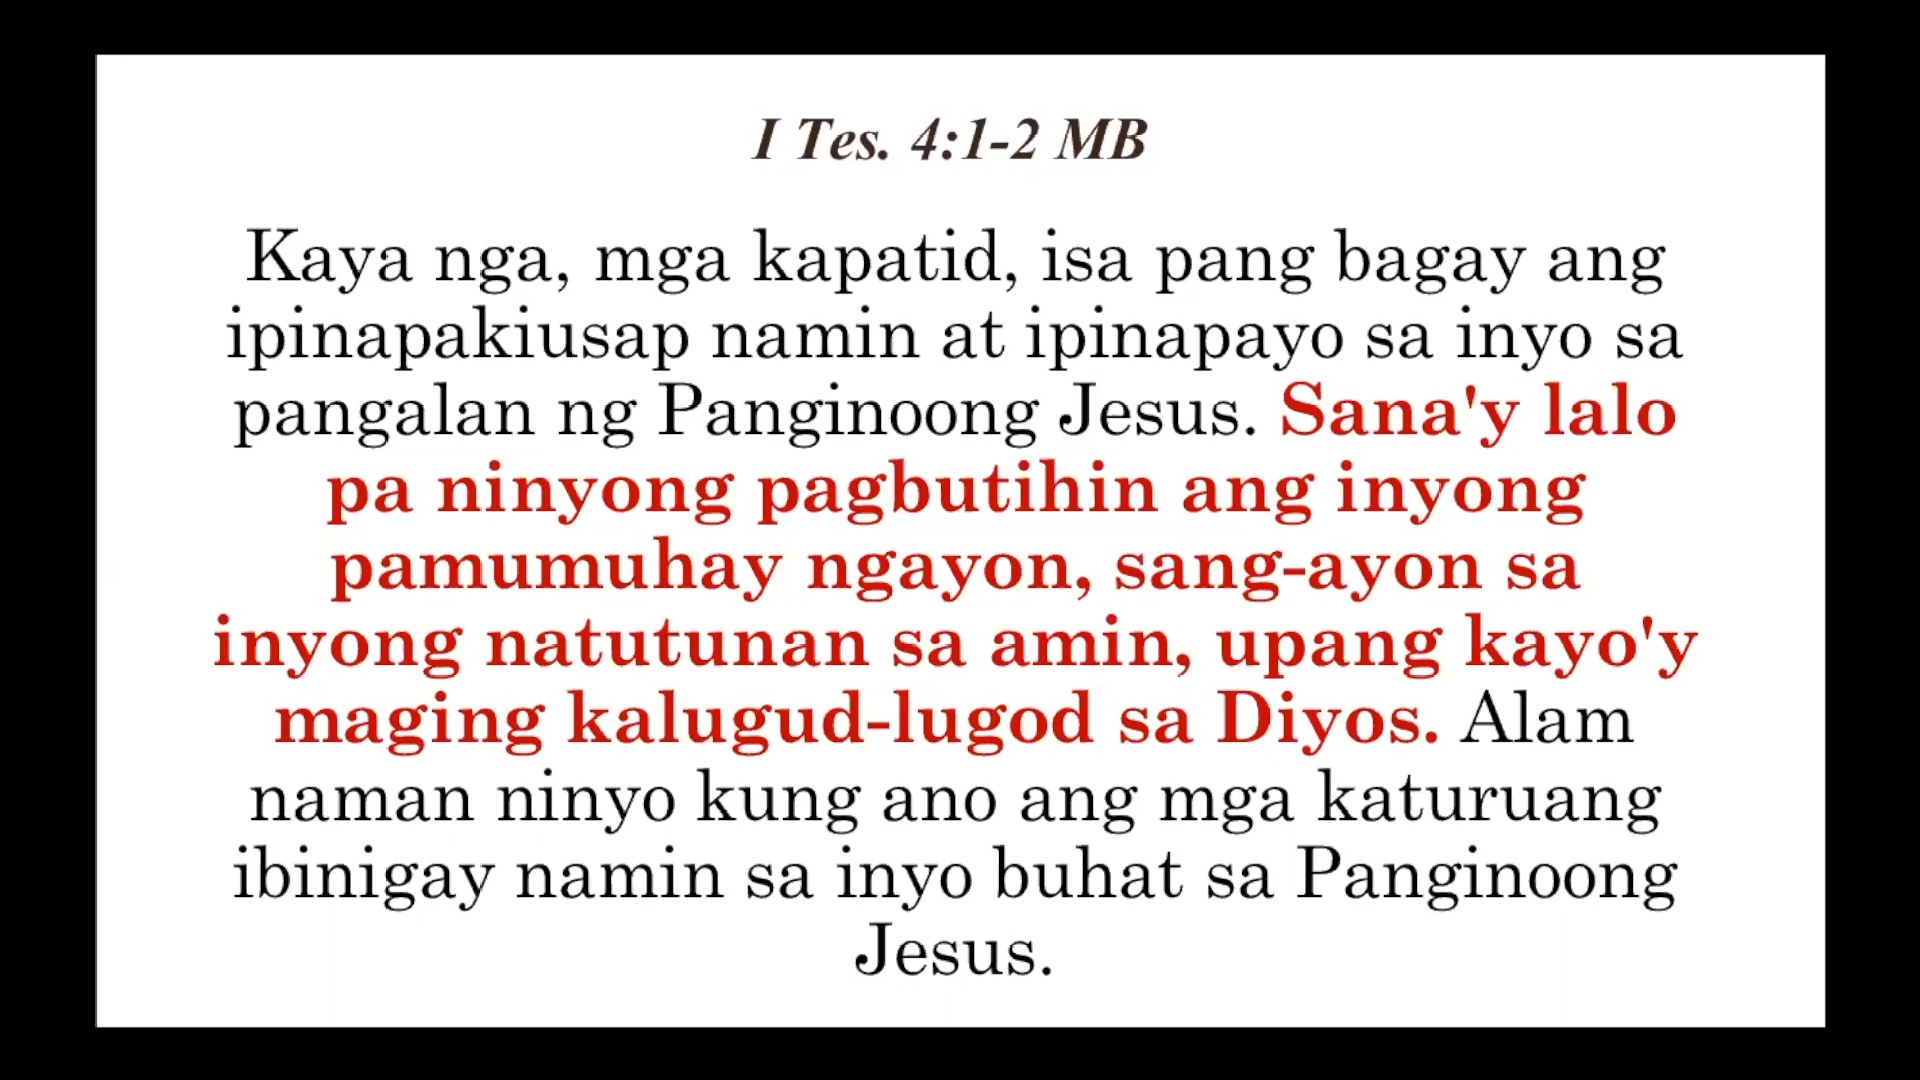 I Tes. 4:1-2 MB
Kaya nga, mga kapatid, isa pang bagay ang
ipinapakiusap namin at ipinapayo sa inyo sa
pangalan ng Panginoong Jesus. Sana'y lalo
pa ninyong pagbutihin ang inyong
pamumuhay ngayon, sang-ayon sa
inyong natutunan sa amin, upang kayo'y
maging kalugud-lugod sa Diyos. Alam
naman ninyo kung ano ang mga katuruang
ibinigay namin sa inyo buhat sa Panginoong
Jesus.